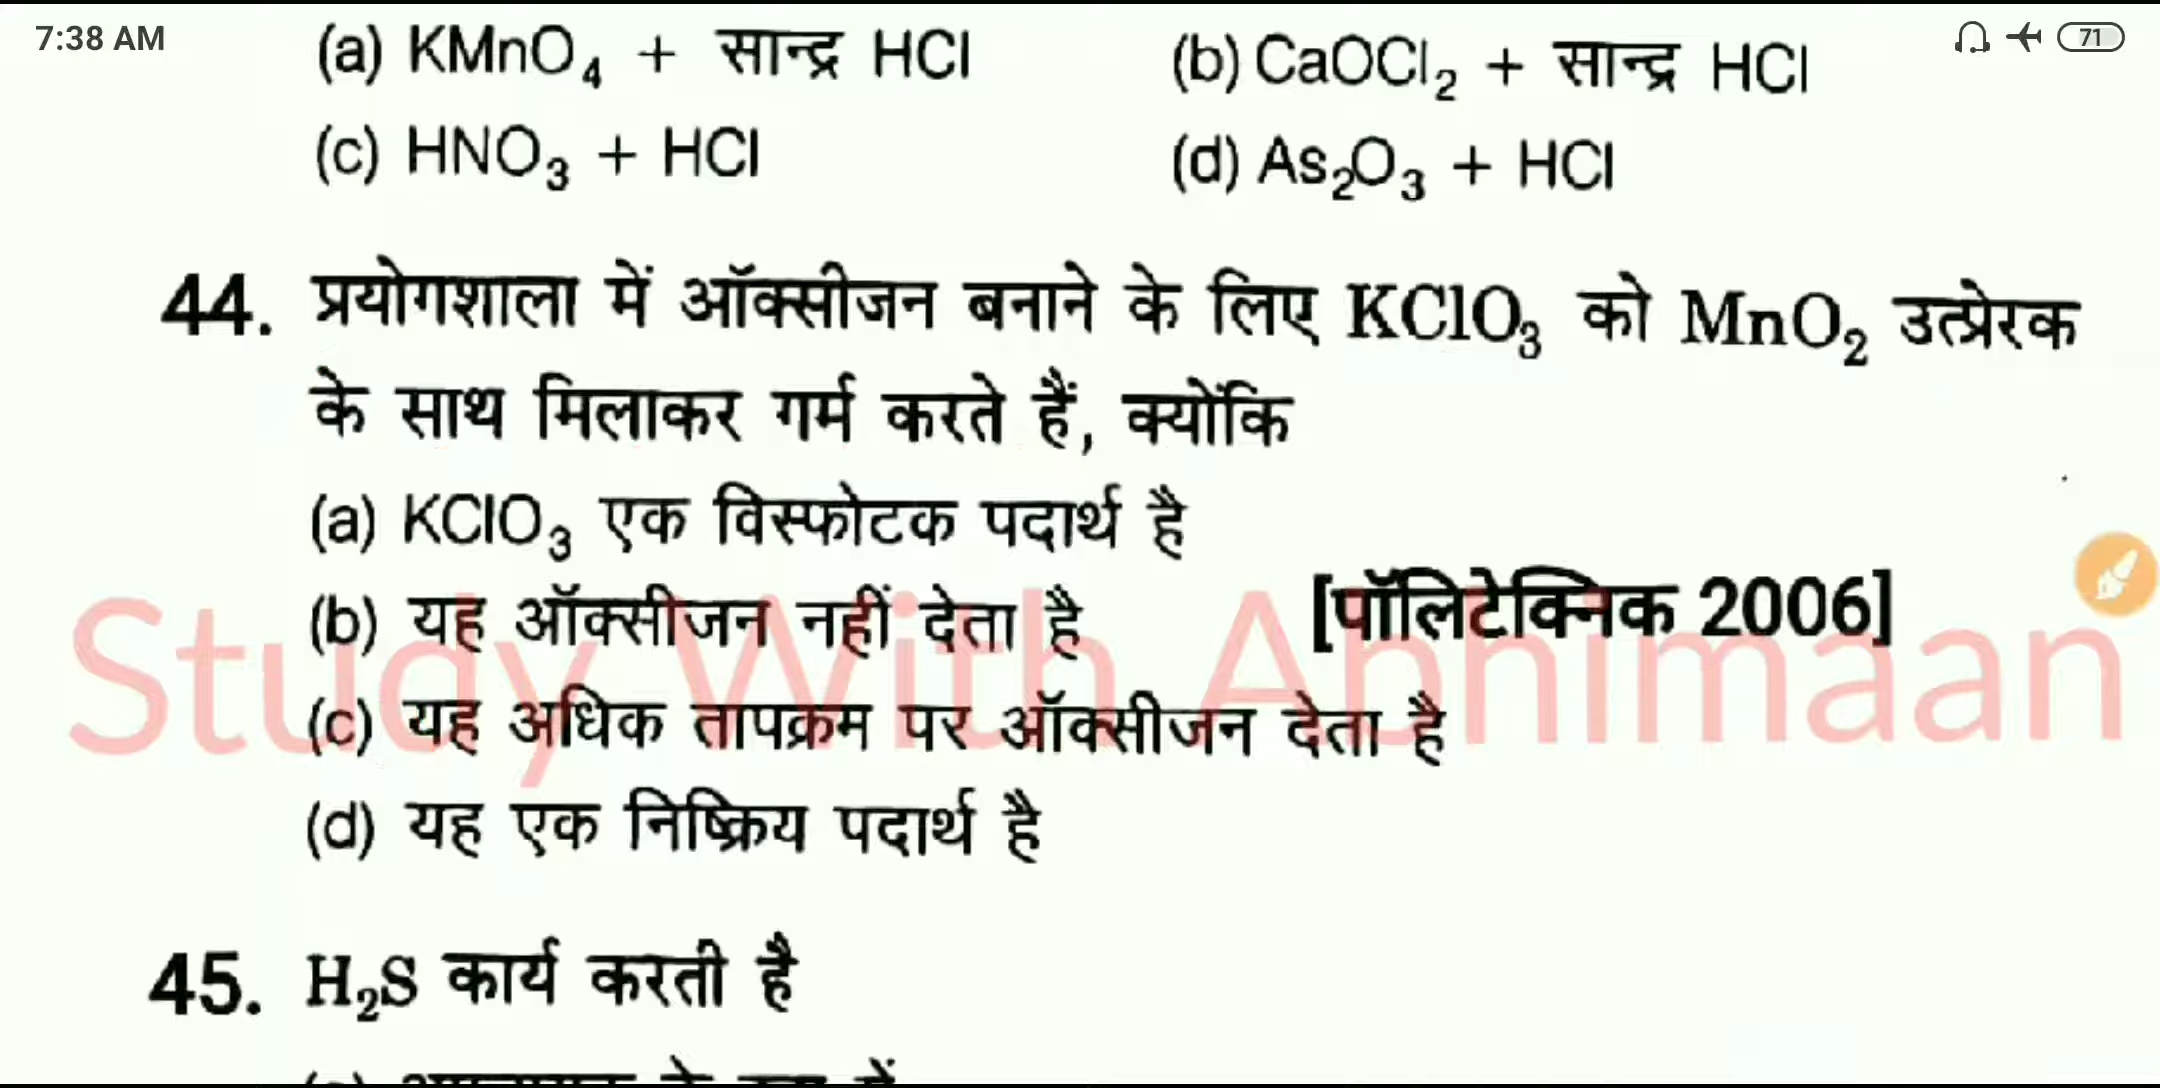 7:38 AM
71
(a) KMnO₄ + सान्द्र HCl (b) CaOCl₂ + सान्द्र HCl
(c) HNO₃ + HCl (d) As₂O₃ + HCl
44. प्रयोगशाला में ऑक्सीजन बनाने के लिए KClO₃ को MnO₂ उत्प्रेरक
के साथ मिलाकर गर्म करते हैं, क्योंकि
(a) KClO₃ एक विस्फोटक पदार्थ है
(b) यह ऑक्सीजन नहीं देता है [पॉलिटेक्निक 2006]
Study With Abhimaan
(c) यह अधिक तापक्रम पर ऑक्सीजन देता है
(d) यह एक निष्क्रिय पदार्थ है
45. H₂S कार्य करती है